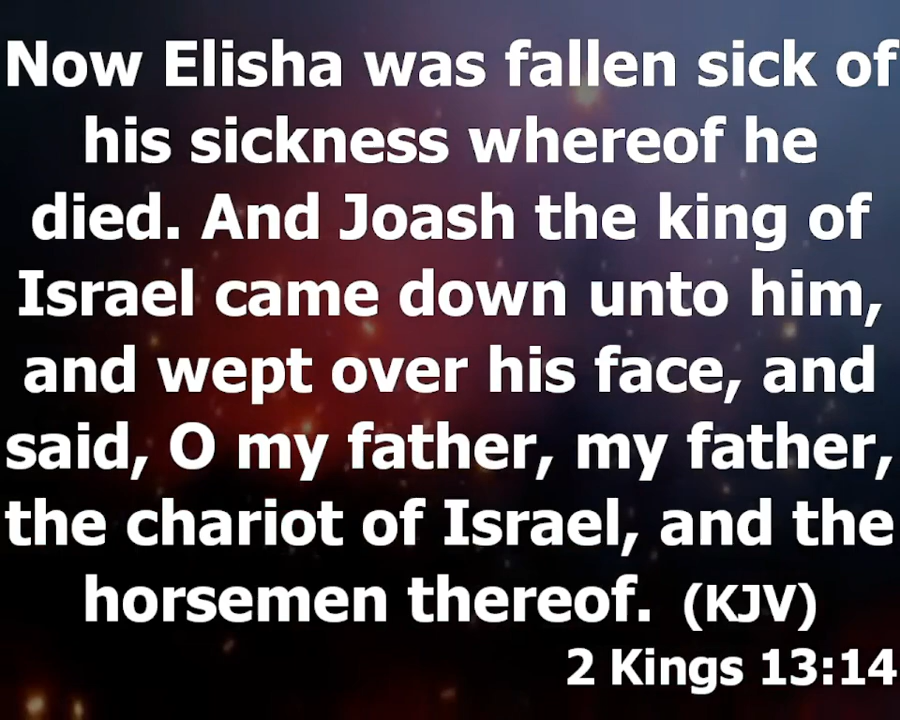 Now Elisha was fallen sick of
his sickness whereof he
died. And Joash the king of
Israel came down unto him,
and wept over his face, and
said, O my father, my father,
the chariot of Israel, and the
horsemen thereof. (KJV)
2 Kings 13:14